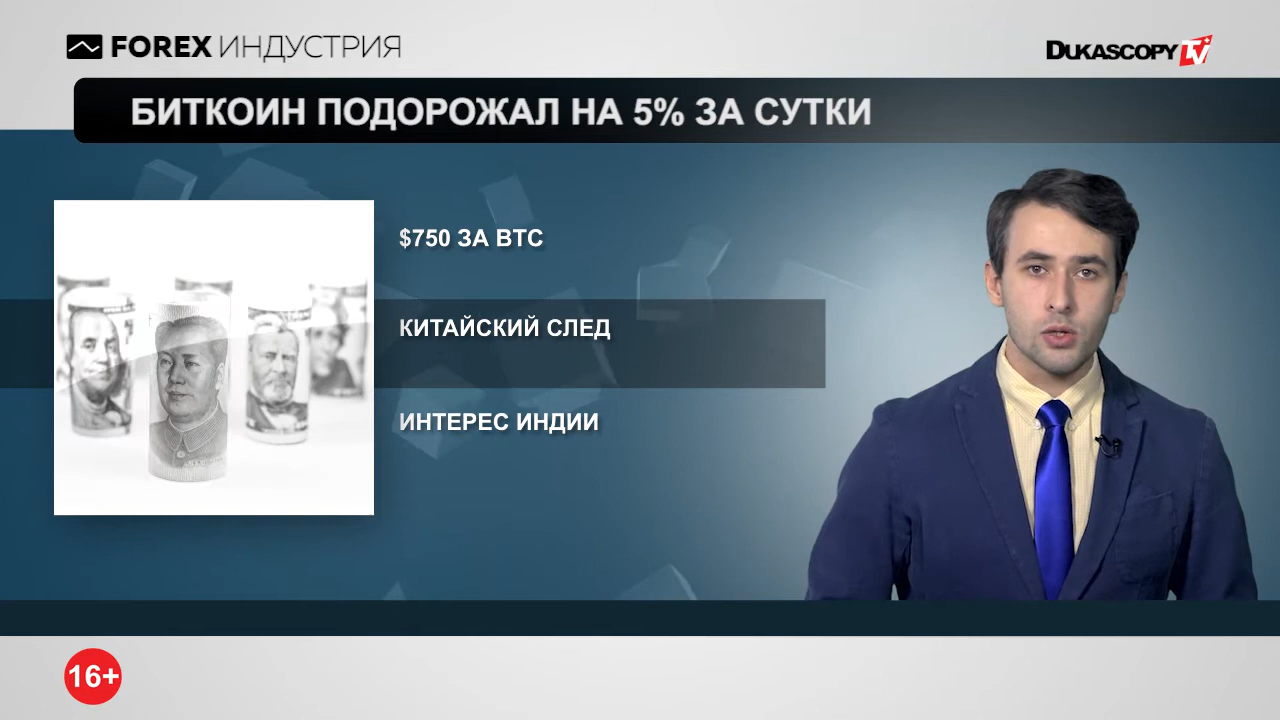 FOREX ИНДУСТРИЯ
DUKASCOPY TV
БИТКОИН ПОДОРОЖАЛ НА 5% ЗА СУТКИ
$750 ЗА BTC
КИТАЙСКИЙ СЛЕД
ИНТЕРЕС ИНДИИ
16+